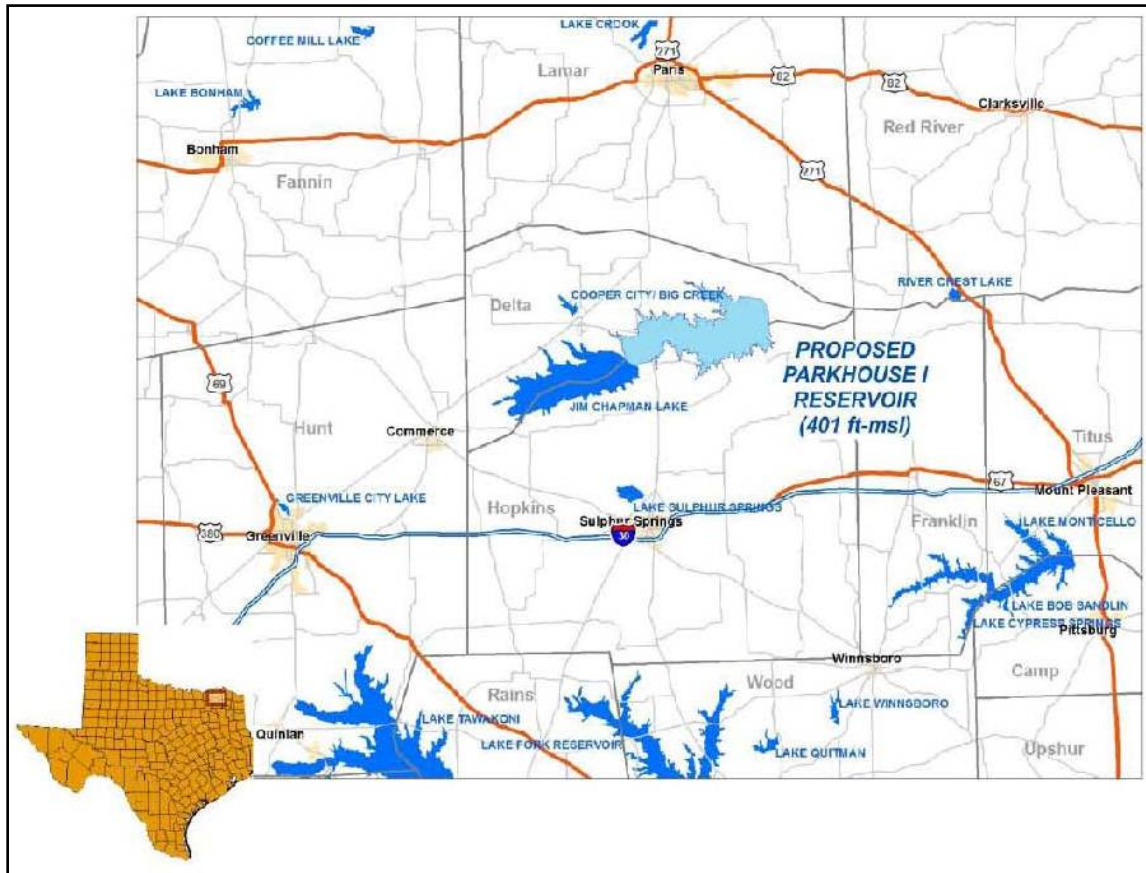 LAKE CROOK
COFFEE MILL LAKE
271
Paris
Lamar
82
82
LAKE BONHAM
Clarksville
Red River
Bonham
271
Fannin
RIVER CREST LAKE
COOPER CITY/ BIG CREEK
Delta
PROPOSED
PARKHOUSE I
RESERVOIR
(401 ft-msl)
69
JIM CHAPMAN LAKE
Hunt
Commerce
Titus
67
Mount Pleasant
GREENVILLE CITY LAKE
Hopkins
LAKE SULPHUR SPRINGS
Sulphur Springs
Franklin
LAKE MONTICELLO
380
Greenville
30
LAKE BOB SANDLIN
LAKE CYPRESS SPRINGS
Pittsburg
Winnsboro
Camp
Wood
Rains
LAKE WINNSBORO
LAKE TAWAKONI
Quinlan
LAKE FORK RESERVOIR
LAKE QUITMAN
Upshur